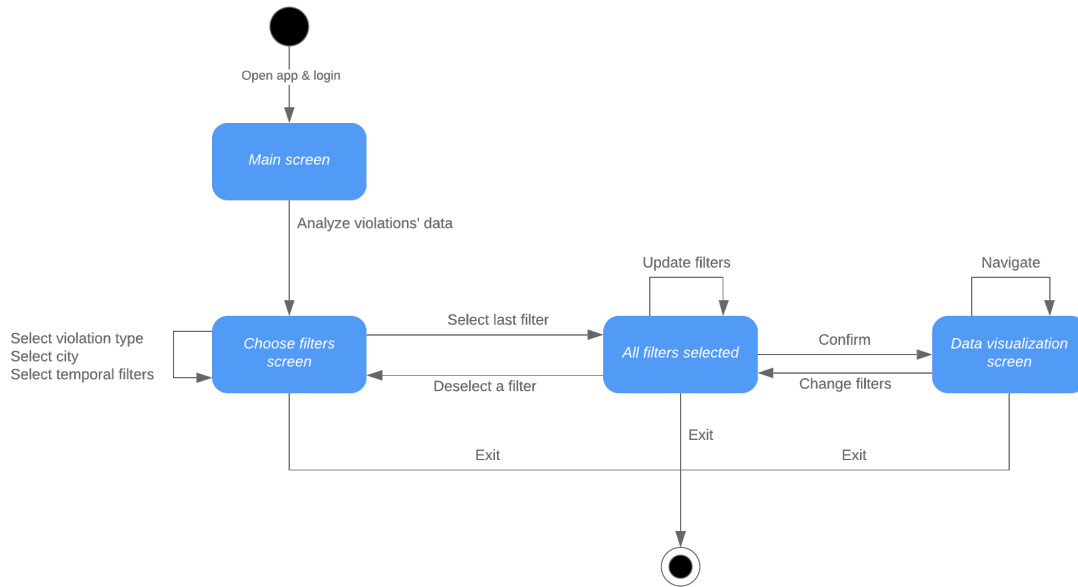 Open app & login
Main screen
Analyze violations' data
Update filters
Navigate
Select violation type
Select city
Select temporal filters
Choose filters
screen
Select last filter
Deselect a filter
All filters selected
Confirm
Change filters
Data visualization
screen
Exit
Exit
Exit